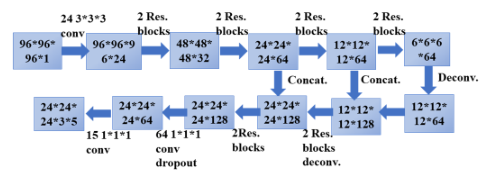 24 3*3*3
conv
2 Res.
blocks
2 Res.
blocks
2 Res.
blocks
2 Res.
blocks
96*96*
96*1
96*96*9
6*24
48*48*
48*32
24*24*
24*64
12*12*
12*64
6*6*6
*64
Concat.
Concat.
Deconv.
24*24*
24*3*5
24*24*
24*64
24*24*
24*128
24*24*
24*128
12*12*
12*128
12*12*
12*64
15 1*1*1
conv
64 1*1*1
conv
dropout
2Res.
blocks
2 Res.
blocks
deconv.